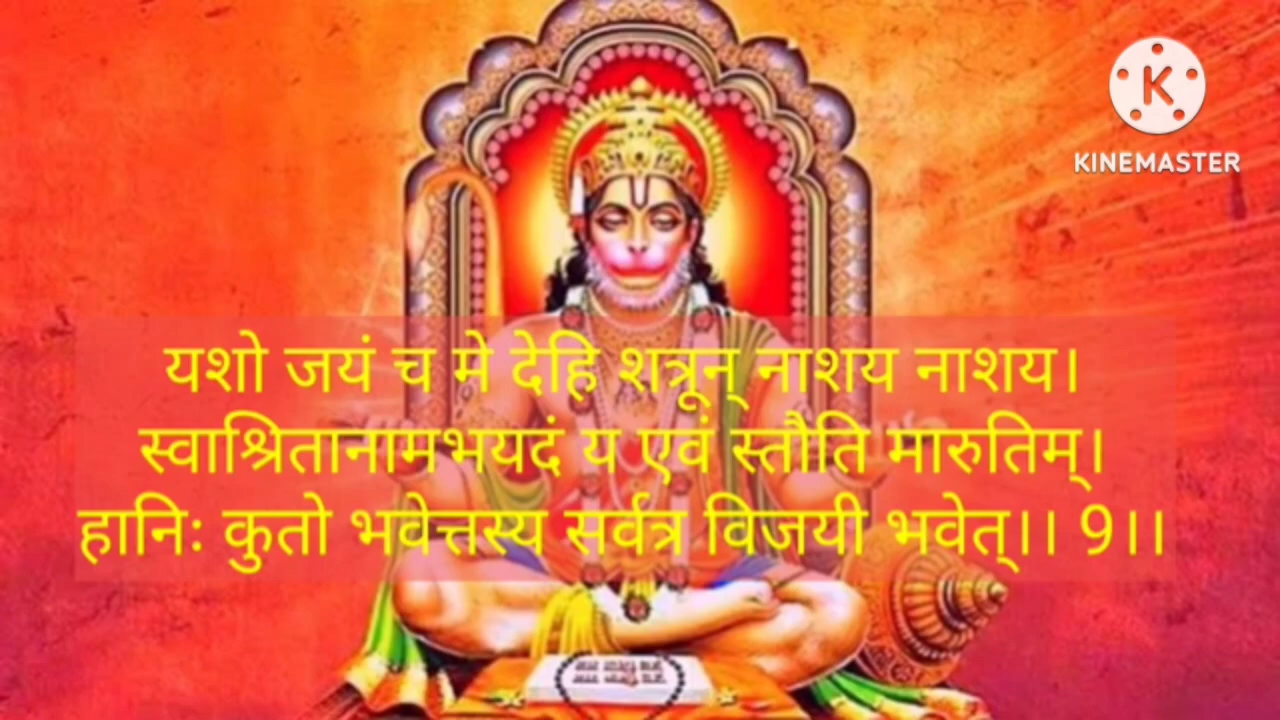 K
KINEMASTER
यशो जयं च मे देहि शत्रून् नाशय नाशय।
स्वाश्रितानामभयदं य एवं स्तौति मारुतिम्।
हानिः कुतो भवेत्तस्य सर्वत्र विजयी भवेत्।। 9।।